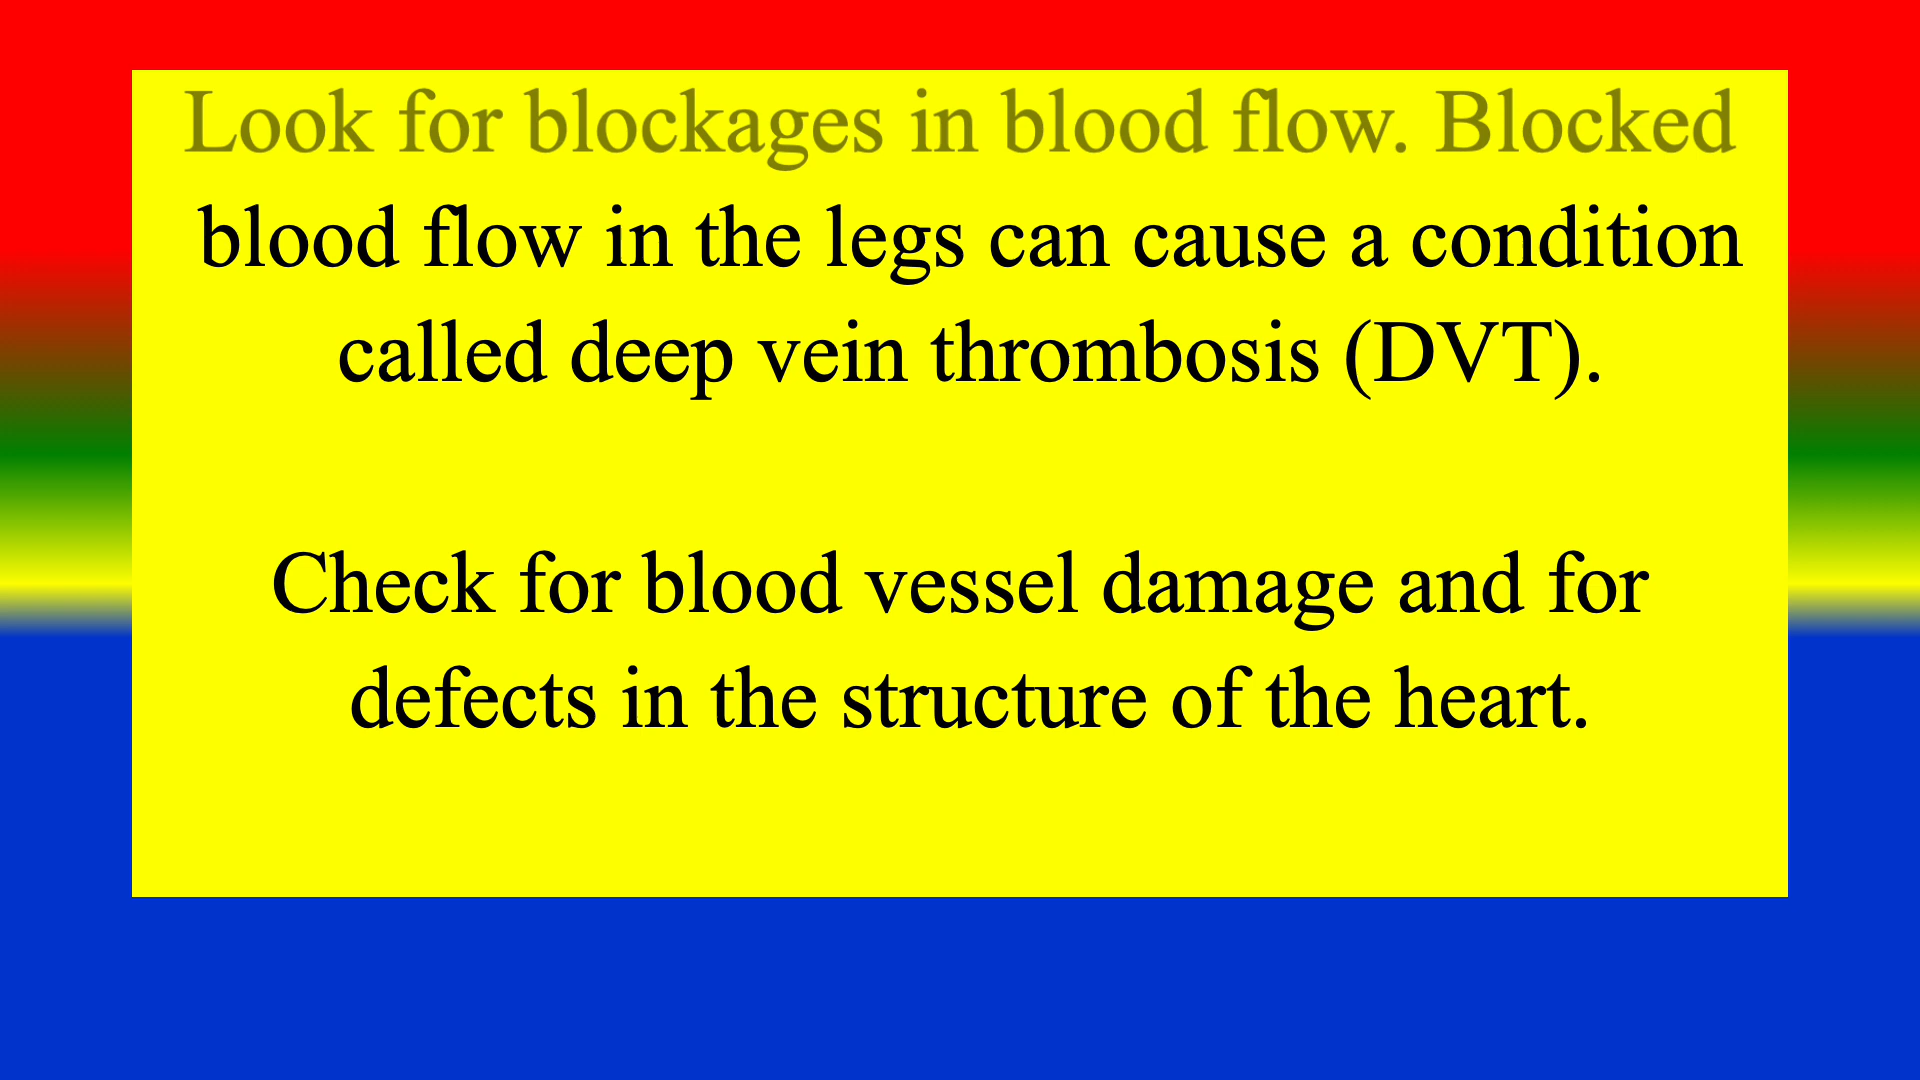 Look for blockages in blood flow. Blocked
blood flow in the legs can cause a condition
called deep vein thrombosis (DVT).
Check for blood vessel damage and for
defects in the structure of the heart.